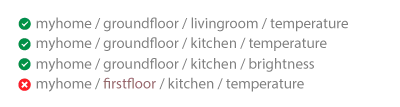 myhome / groundfloor / livingroom / temperature
myhome / groundfloor / kitchen / temperature
myhome / groundfloor / kitchen / brightness
myhome / firstfloor / kitchen / temperature